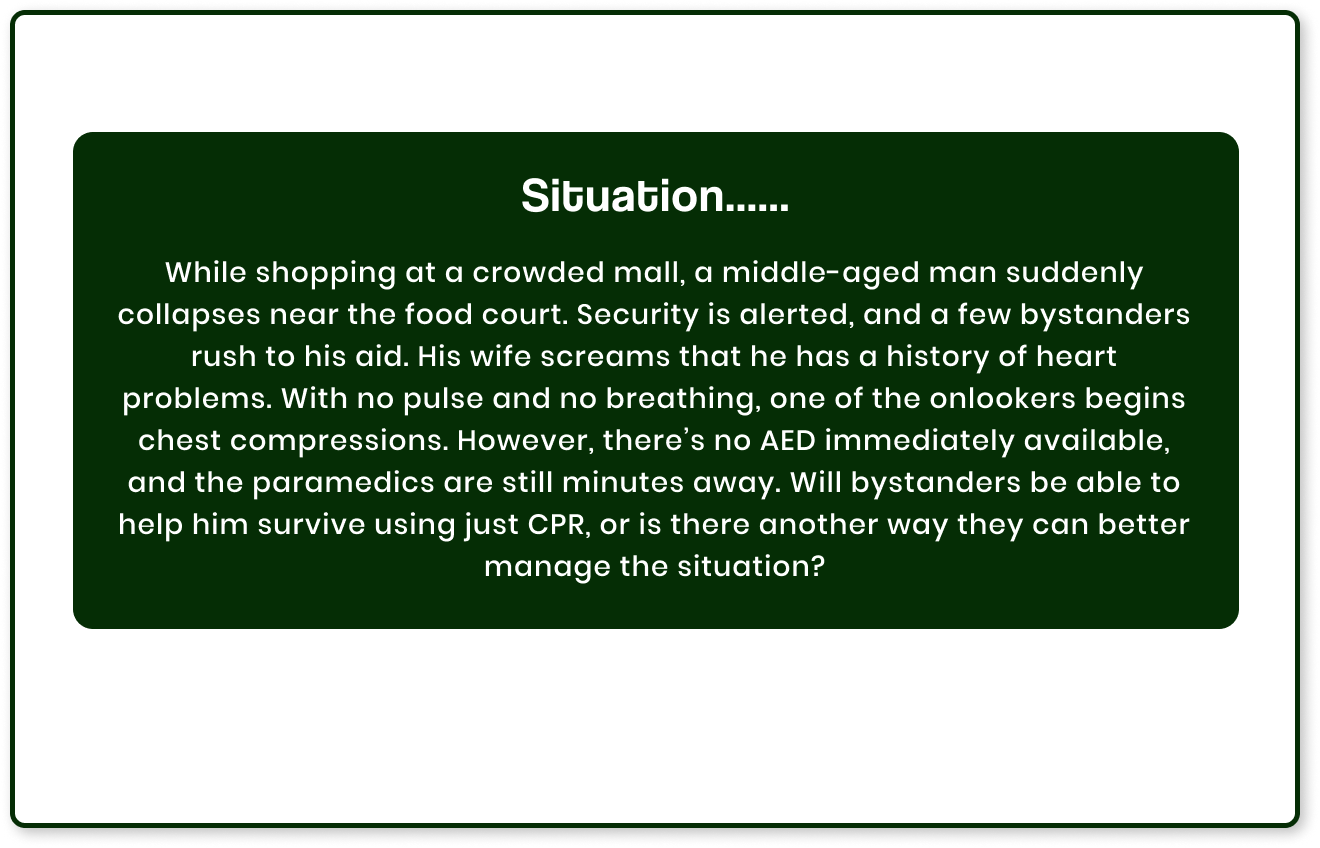 Situation......
While shopping at a crowded mall, a middle-aged man suddenly
collapses near the food court. Security is alerted, and a few bystanders
rush to his aid. His wife screams that he has a history of heart
problems. With no pulse and no breathing, one of the onlookers begins
chest compressions. However, there’s no AED immediately available,
and the paramedics are still minutes away. Will bystanders be able to
help him survive using just CPR, or is there another way they can better
manage the situation?